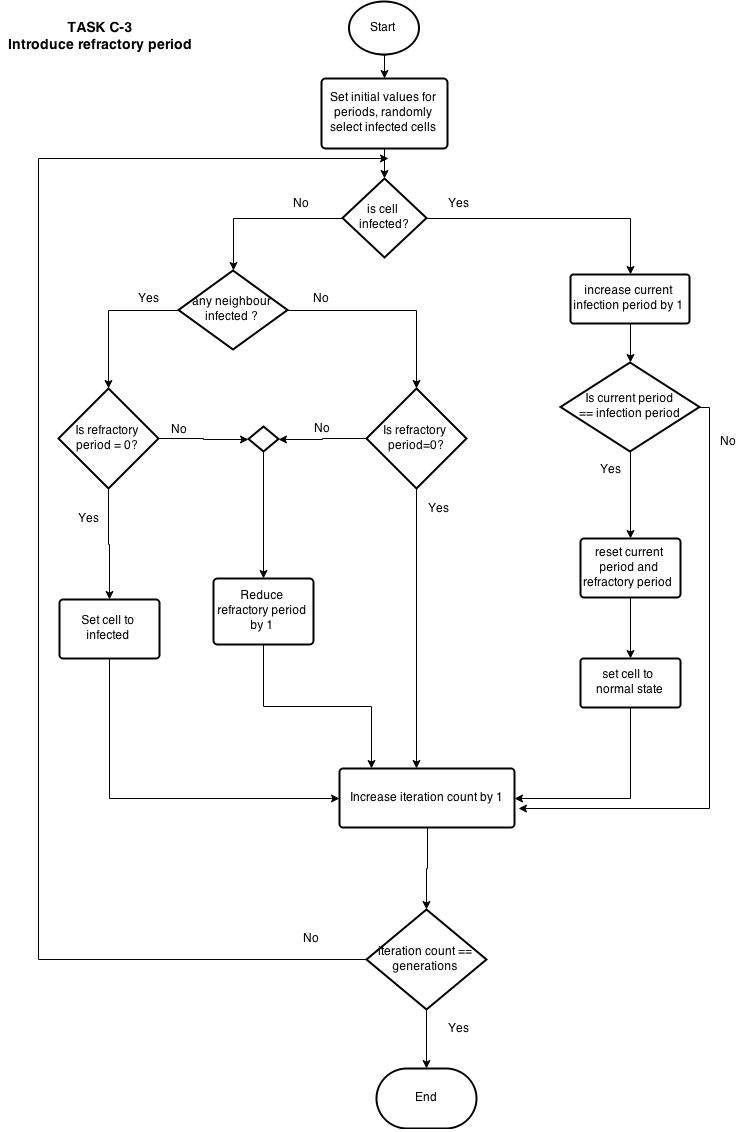 TASK C-3
Introduce refractory period
Start
Set initial values for
periods, randomly
select infected cells
is cell
infected?
No
Yes
any neighbour
infected ?
Yes
No
increase current
infection period by 1
Is current period
== infection period
No
Yes
Is refractory
period = 0?
No
No
Is refractory
period=0?
Yes
Yes
reset current
period and
refractory period
Set cell to
infected
Reduce
refractory period
by 1
set cell to
normal state
Increase iteration count by 1
iteration count ==
generations
No
Yes
End